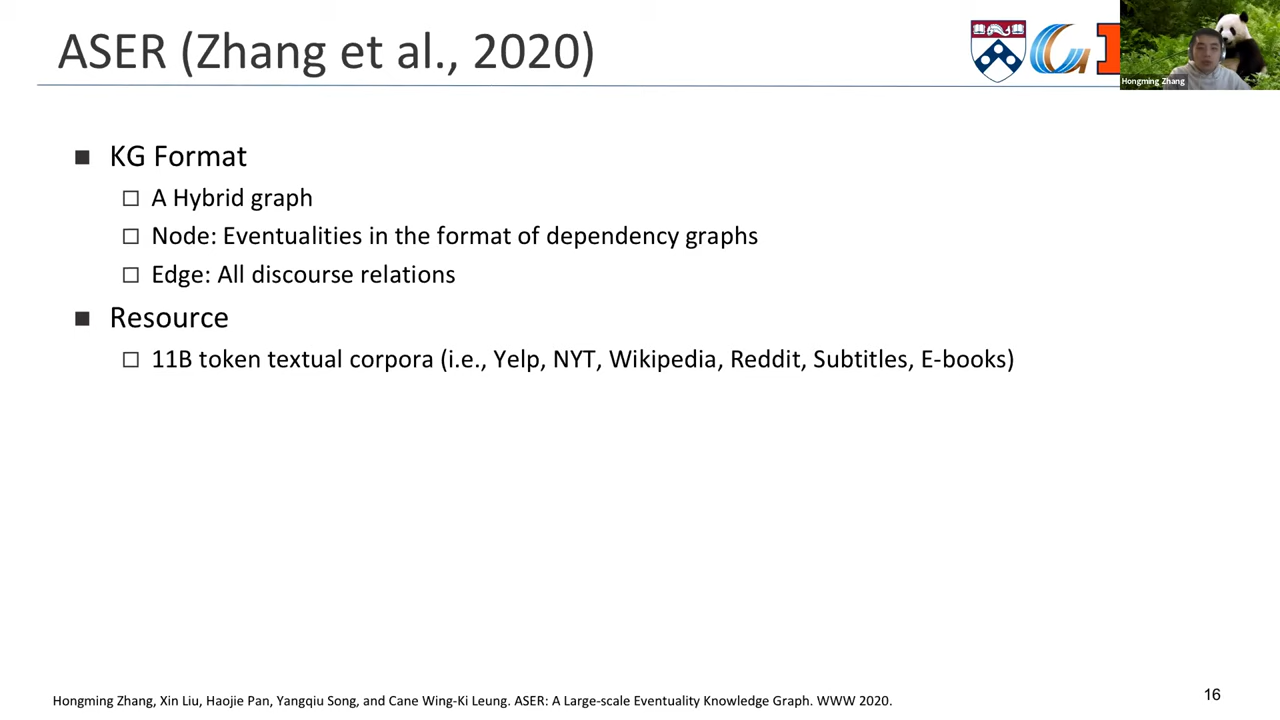 ASER (Zhang et al., 2020)
Hongming Zhang
KG Format
A Hybrid graph
Node: Eventualities in the format of dependency graphs
Edge: All discourse relations
Resource
11B token textual corpora (i.e., Yelp, NYT, Wikipedia, Reddit, Subtitles, E-books)
Hongming Zhang, Xin Liu, Haojie Pan, Yangqiu Song, and Cane Wing-Ki Leung. ASER: A Large-scale Eventuality Knowledge Graph. WWW 2020.
16